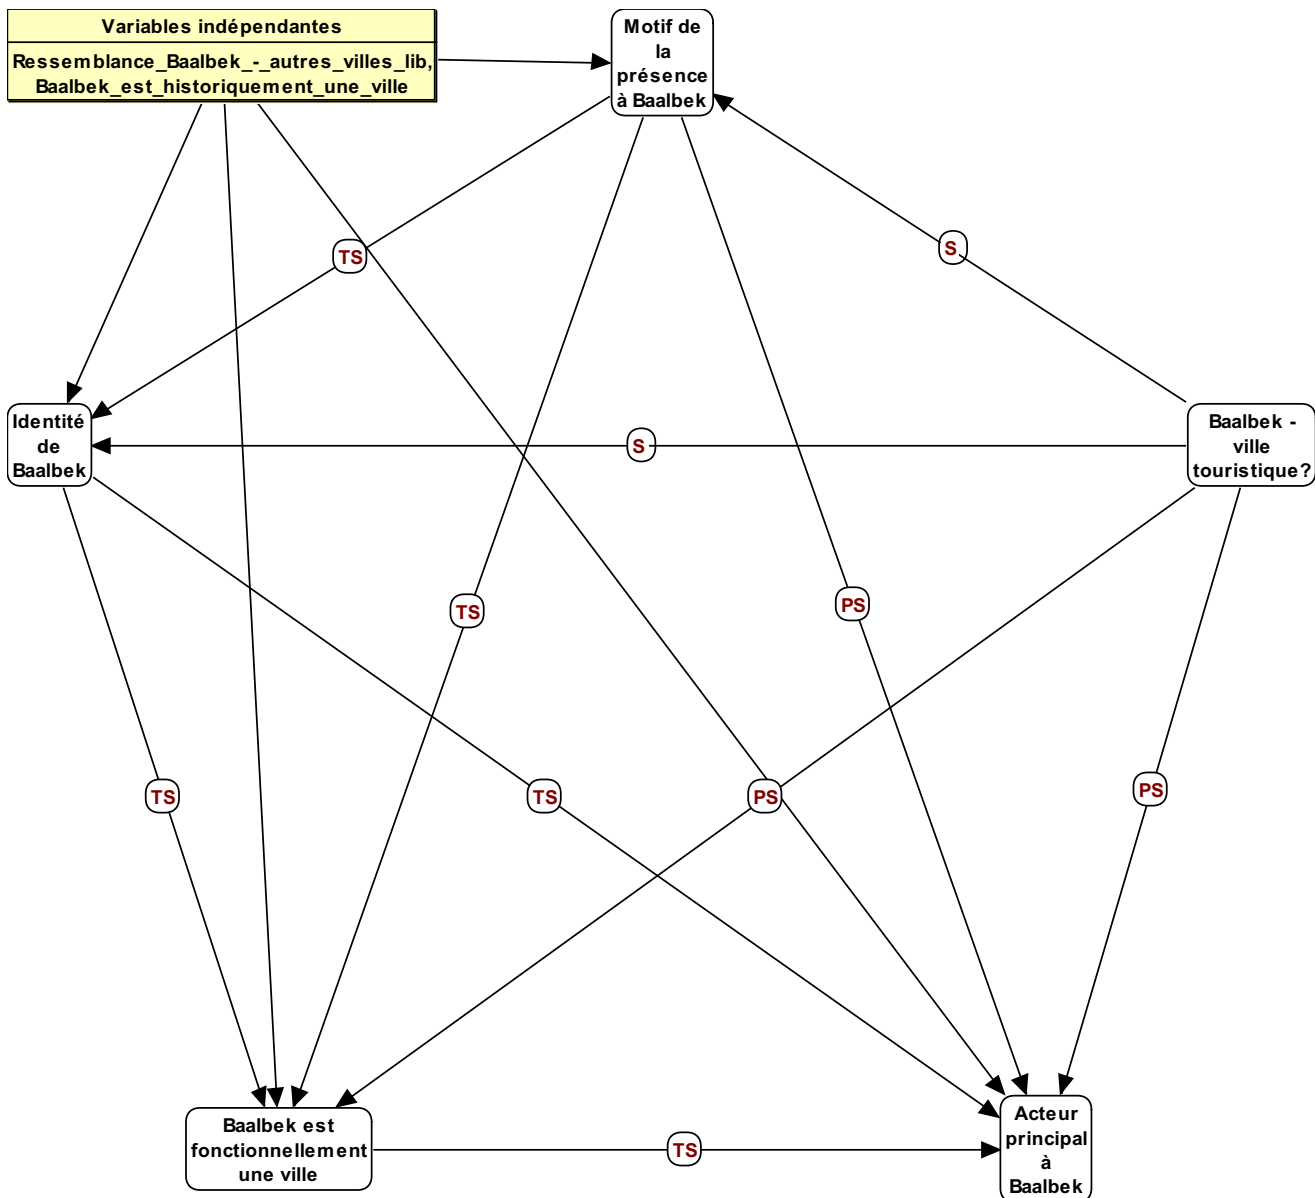 Variables indépendantes
Ressemblance_Baalbek_-_autres_villes_lib,
Baalbek_est_historiquement_une_ville
Motif de
la
présence
à Baalbek
TS
S
Identité
de
Baalbek
S
Baalbek -
ville
touristique?
TS
PS
TS
TS
PS
PS
Baalbek est
fonctionnellement
une ville
TS
Acteur
principal
à
Baalbek